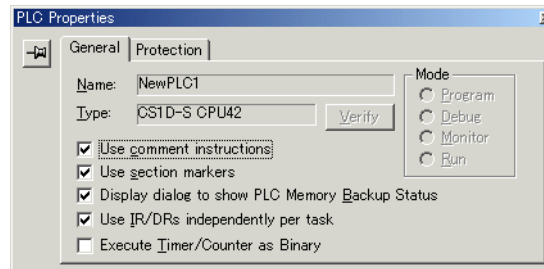 PLC Properties
General
Protection
Name:
NewPLC1
Type:
CS1D-S CPU42
Verify
Mode
Program
Debug
Monitor
Run
Use comment instructions
Use section markers
Display dialog to show PLC Memory Backup Status
Use IR/DRs independently per task
Execute Timer/Counter as Binary